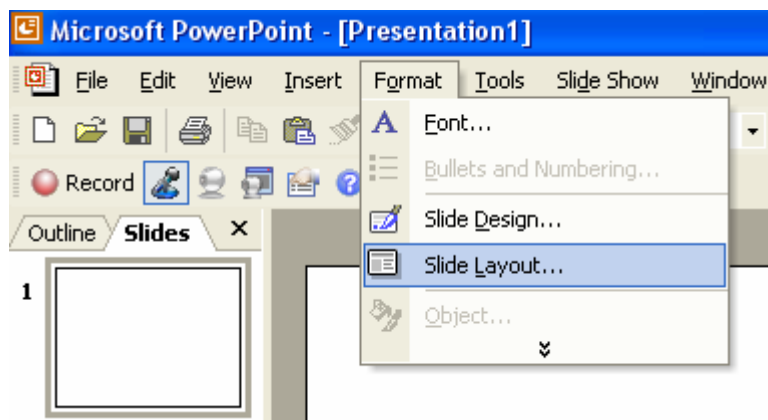 Microsoft PowerPoint - [Presentation1]
File Edit View Insert Format Tools Slide Show Window
Font...
Bullets and Numbering...
Record
Slide Design...
Outline Slides
Slide Layout...
1
Object...